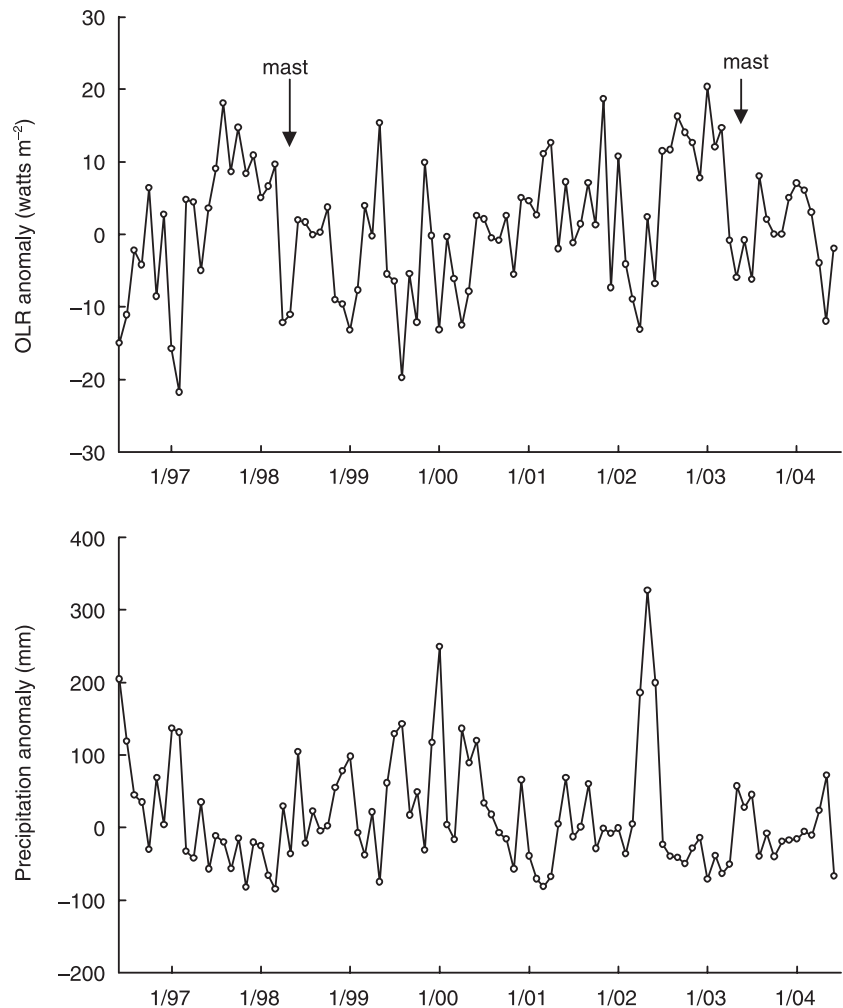 30
20
10
0
–10
–20
–30
OLR anomaly (watts m⁻²)
mast
mast
1/97 1/98 1/99 1/00 1/01 1/02 1/03 1/04
400
300
200
100
0
–100
–200
Precipitation anomaly (mm)
1/97 1/98 1/99 1/00 1/01 1/02 1/03 1/04